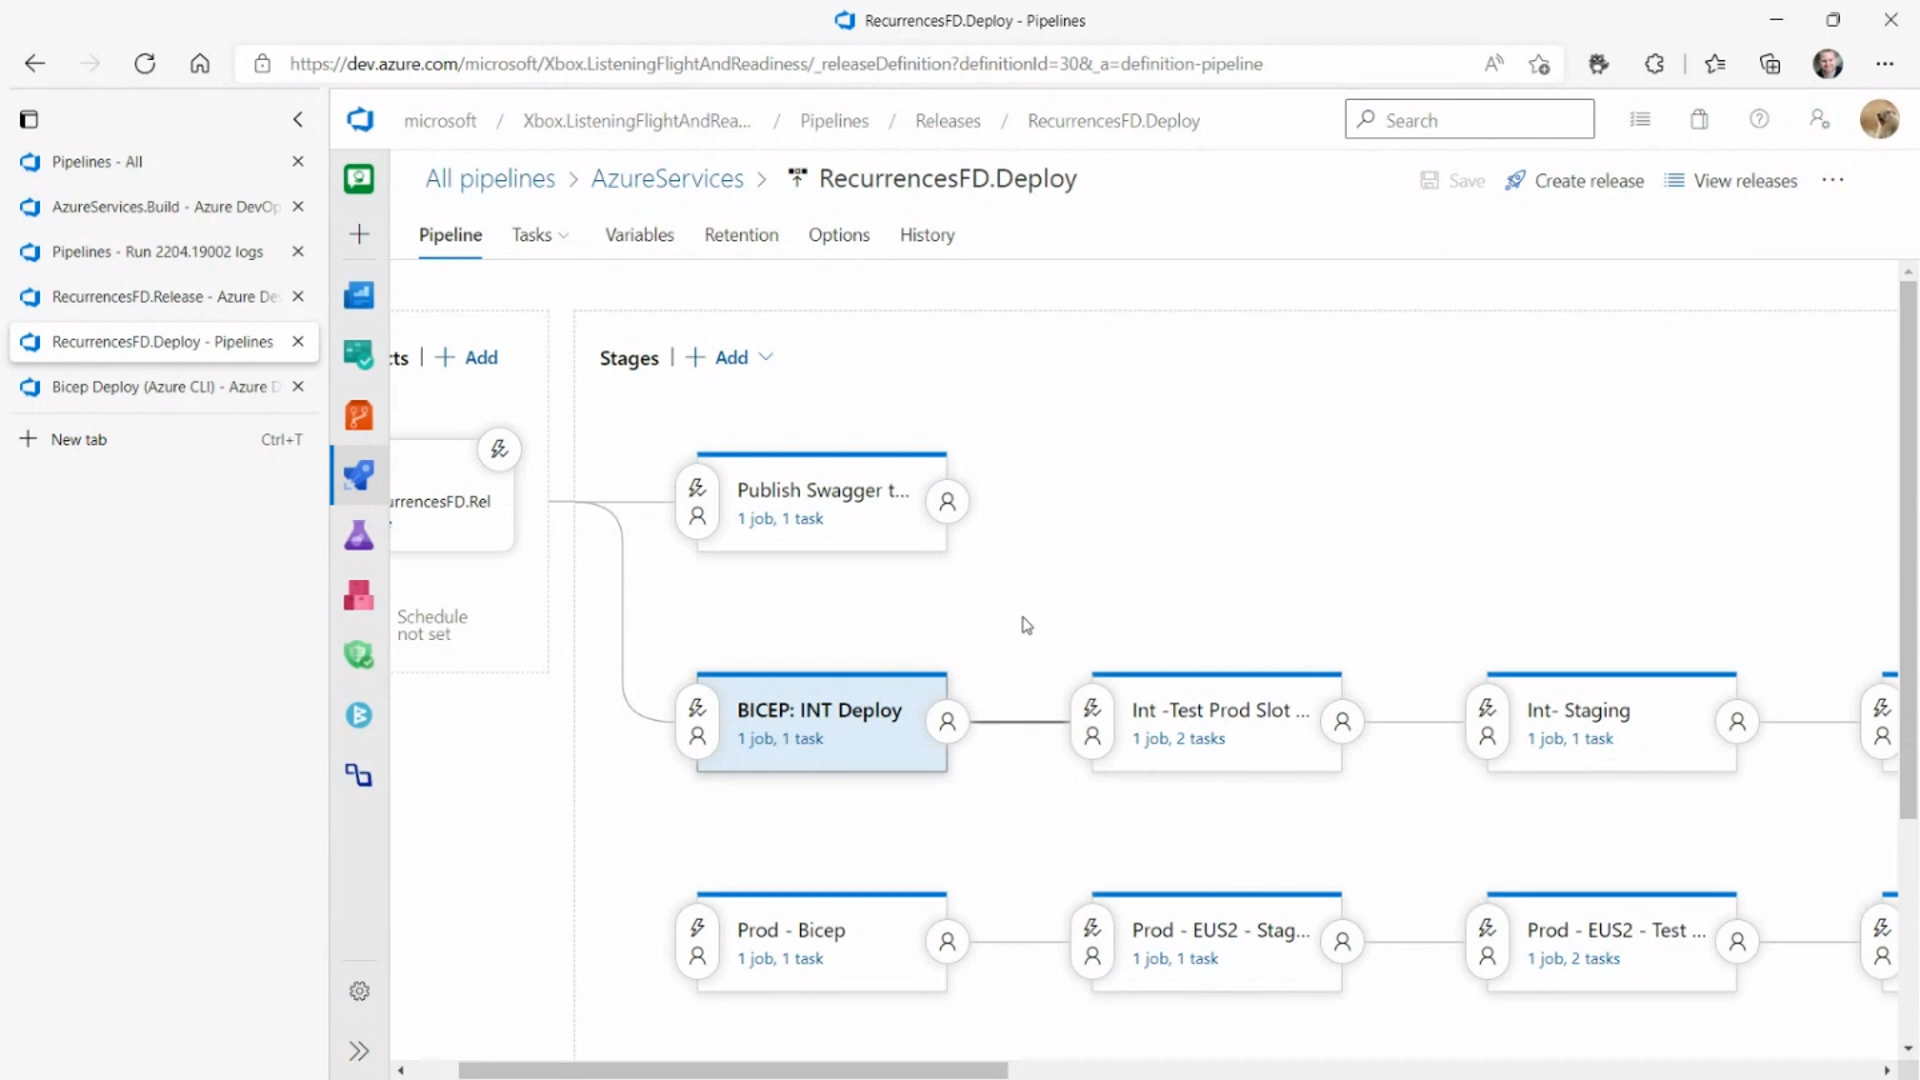 RecurrencesFD.Deploy - Pipelines
https://dev.azure.com/microsoft/Xbox.ListeningFlightAndReadiness/_releaseDefinition?definitionId=30&_a=definition-pipeline
Pipelines - All
AzureServices.Build - Azure DevOp
Pipelines - Run 2204.19002 logs
RecurrencesFD.Release - Azure De
RecurrencesFD.Deploy - Pipelines
Bicep Deploy (Azure CLI) - Azure D
New tab Ctrl+T
microsoft / Xbox.ListeningFlightAndRea... / Pipelines / Releases / RecurrencesFD.Deploy
Search
All pipelines > AzureServices > RecurrencesFD.Deploy
Save Create release View releases
Pipeline Tasks Variables Retention Options History
cts | + Add
Stages | + Add
urrencesFD.Rel
Schedule
not set
Publish Swagger t...
1 job, 1 task
BICEP: INT Deploy
1 job, 1 task
Int -Test Prod Slot ...
1 job, 2 tasks
Int- Staging
1 job, 1 task
Prod - Bicep
1 job, 1 task
Prod - EUS2 - Stag...
1 job, 1 task
Prod - EUS2 - Test ...
1 job, 2 tasks